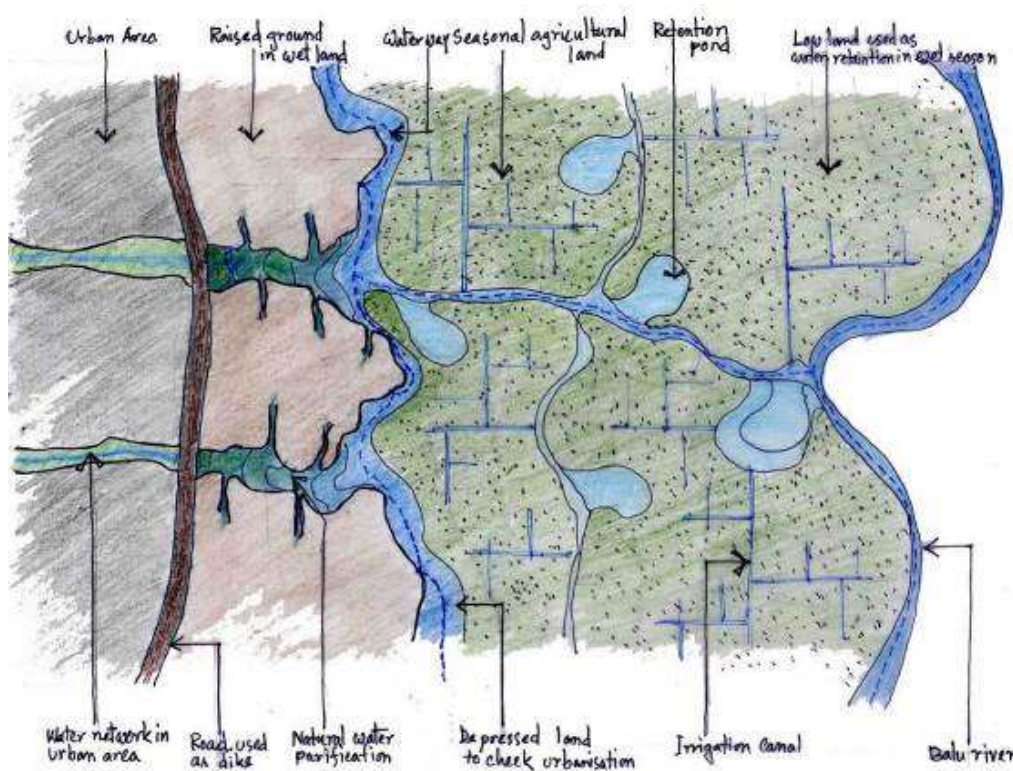 Urban Area
Raised ground
in wet land
Waterway
Seasonal agricultural
land
Retention
pond
Low land used as
water retention in wet season
Water network in
urban area
Road used
as dike
Natural water
parification
Depressed land
to check urbanisation
Irrigation canal
Balu river